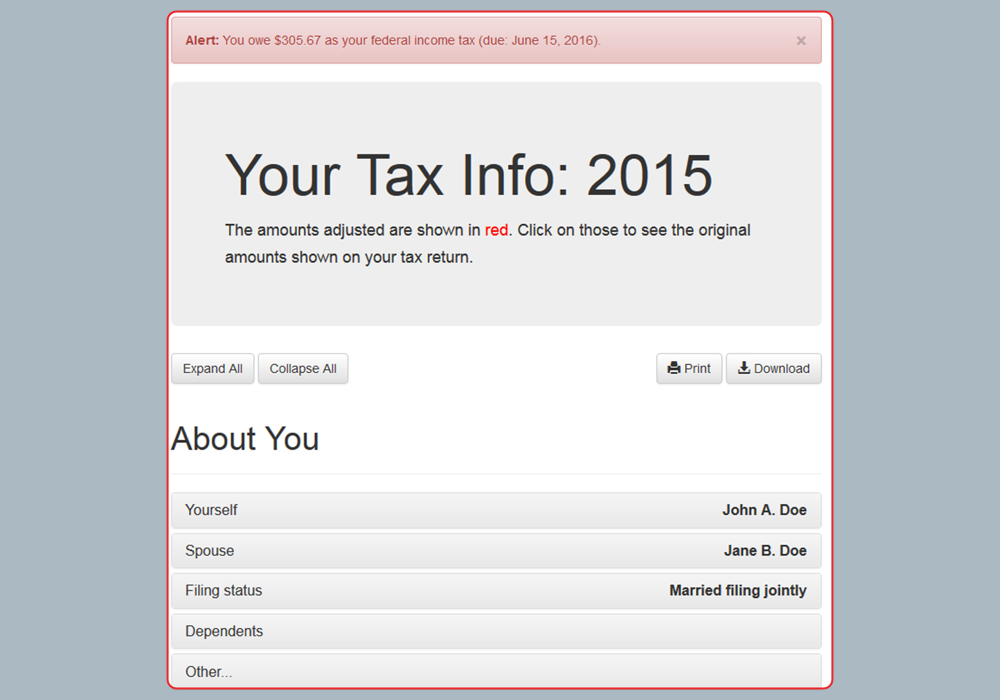 Alert: You owe $305.67 as your federal income tax (due: June 15, 2016). ×
Your Tax Info: 2015
The amounts adjusted are shown in red. Click on those to see the original
amounts shown on your tax return.
Expand All Collapse All Print Download
About You
Yourself John A. Doe
Spouse Jane B. Doe
Filing status Married filing jointly
Dependents
Other...